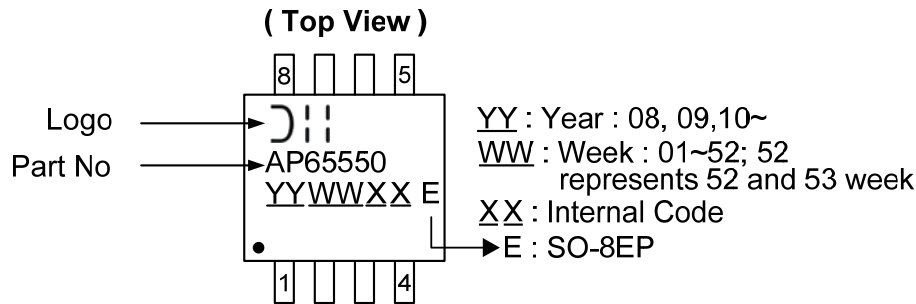 ( Top View )
8 5
Logo
Part No
AP65550
YYWWXX E
1 4
YY : Year : 08, 09,10~
WW : Week : 01~52; 52
represents 52 and 53 week
XX : Internal Code
E : SO-8EP